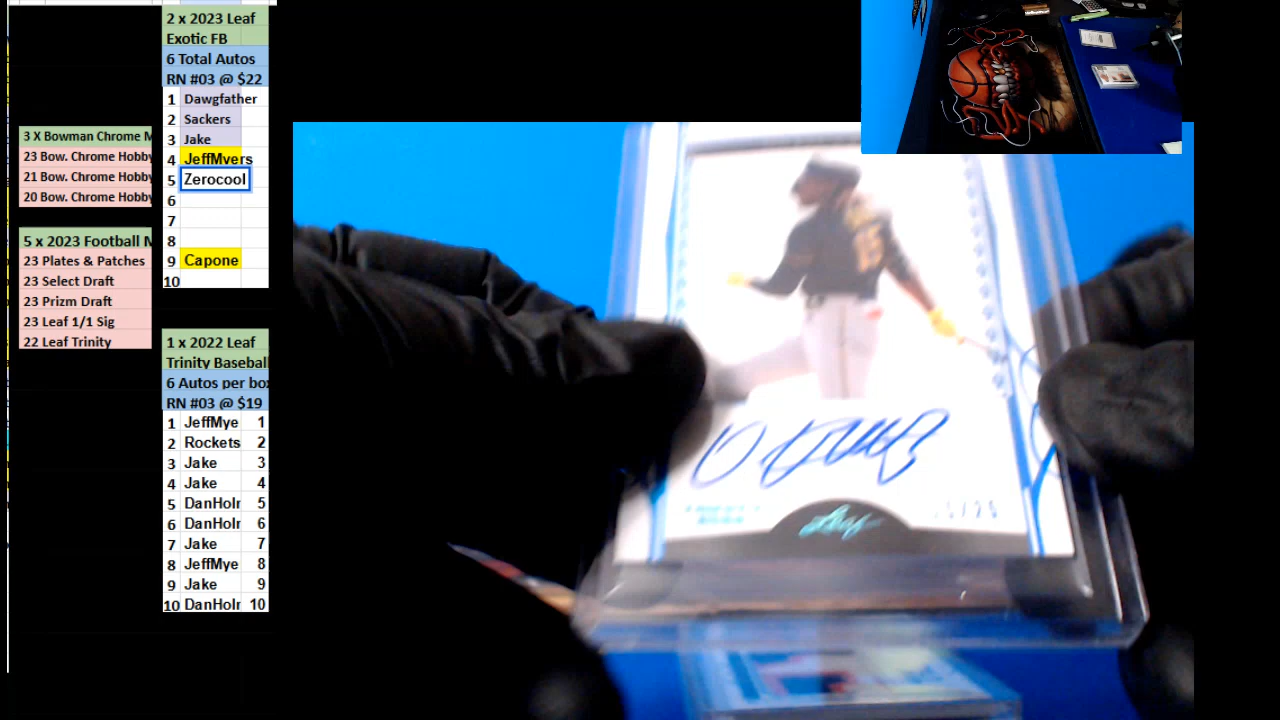 3 X Bowman Chrome M
23 Bow. Chrome Hobby
21 Bow. Chrome Hobby
20 Bow. Chrome Hobby
5 x 2023 Football M
23 Plates & Patches
23 Select Draft
23 Prizm Draft
23 Leaf 1/1 Sig
22 Leaf Trinity
2 x 2023 Leaf
Exotic FB
6 Total Autos
RN #03 @ $22
1 Dawgfather
2 Sackers
3 Jake
4 JeffMyers
5 Zerocool
6
7
8
9 Capone
10
1 x 2022 Leaf
Trinity Baseball
6 Autos per box
RN #03 @ $19
1 JeffMye 1
2 Rockets 2
3 Jake 3
4 Jake 4
5 DanHolr 5
6 DanHolr 6
7 Jake 7
8 JeffMye 8
9 Jake 9
10 DanHolr 10
Leaf